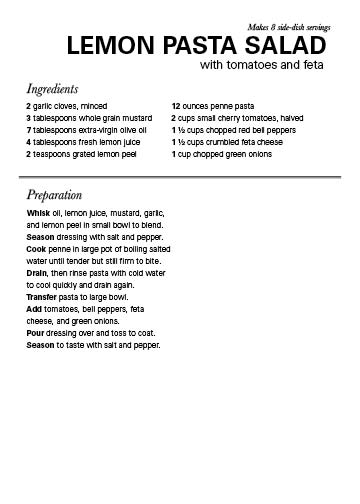 Makes 8 side-dish servings
LEMON PASTA SALAD
with tomatoes and feta
Ingredients
2 garlic cloves, minced
3 tablespoons whole grain mustard
7 tablespoons extra-virgin olive oil
4 tablespoons fresh lemon juice
2 teaspoons grated lemon peel
12 ounces penne pasta
2 cups small cherry tomatoes, halved
1 ½ cups chopped red bell peppers
1 ½ cups crumbled feta cheese
1 cup chopped green onions
Preparation
Whisk oil, lemon juice, mustard, garlic,
and lemon peel in small bowl to blend.
Season dressing with salt and pepper.
Cook penne in large pot of boiling salted
water until tender but still firm to bite.
Drain, then rinse pasta with cold water
to cool quickly and drain again.
Transfer pasta to large bowl.
Add tomatoes, bell peppers, feta
cheese, and green onions.
Pour dressing over and toss to coat.
Season to taste with salt and pepper.